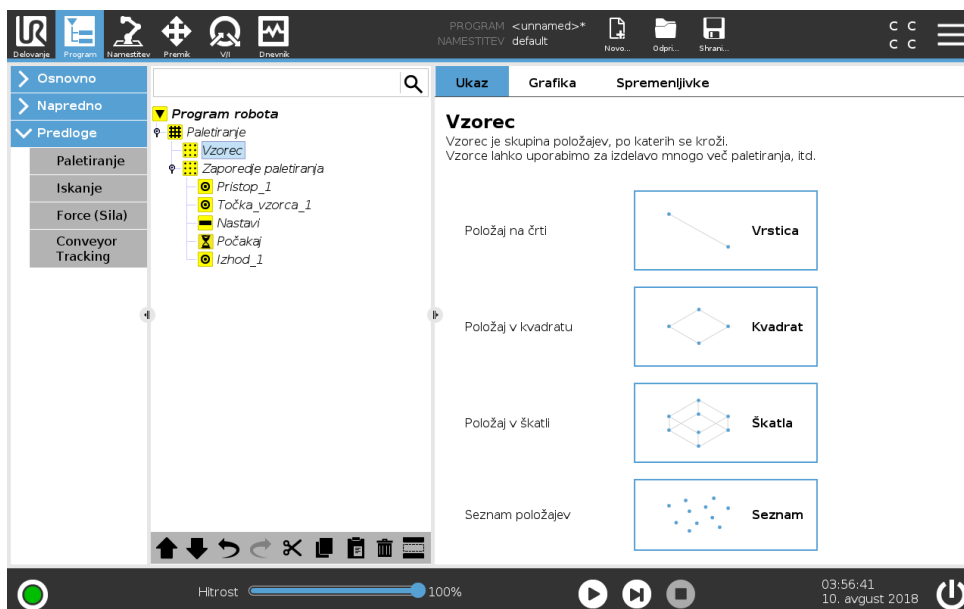 UR
PROGRAM <unnamed>*
NAMESTITEV default
Delovanje
Program
Namestitev
Premik
V/I
Dnevnik
Novo...
Odpri...
Shrani...
C C
C C
Osnovno
Napredno
Predloge
Paletiranje
Iskanje
Force (Sila)
Conveyor
Tracking
Program robota
Paletiranje
Vzorec
Zaporedje paletiranja
Pristop_1
Točka_vzorca_1
Nastavi
Počakaj
Izhod_1
Ukaz
Grafika
Spremenljivke
Vzorec
Vzorec je skupina položajev, po katerih se kroži.
Vzorce lahko uporabimo za izdelavo mnogo več paletiranja, itd.
Položaj na črti
Vrstica
Položaj v kvadratu
Kvadrat
Položaj v škatli
Škatla
Seznam položajev
Seznam
Hitrost
100%
03:56:41
10. avgust 2018